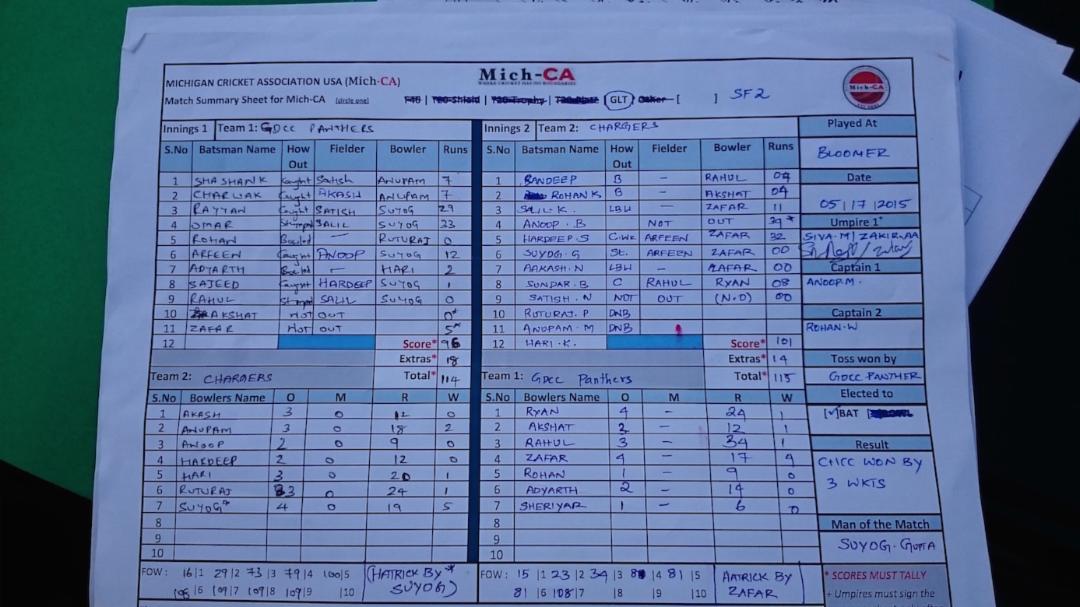 MICHIGAN CRICKET ASSOCIATION USA (Mich-CA)
Mich-CA
Mich-CA
Match Summary Sheet for Mich-CA (circle one) F40 | T20-Shield | T20-Trophy | T20-Plate | GLT | Other - [ ] SF2
Innings 1 Team 1: GDCC PANTHERS
S.No Batsman Name How Out Fielder Bowler Runs
1 SHASHANK Caught Satish ANUPAM 7
2 CHARVAK Caught AKASH ANUPAM 7
3 RAYYAN Caught SATISH SUYOG 29
4 OMAR Stumped SALIL SUYOG 33
5 ROHAN Bowled — RUTURAJ 0
6 ARFEEN Caught ANOOP SUYOG 12
7 ADYARTH Bowled - HARI 2
8 SAJEED Caught HARDEEP SUYOG 1
9 RAHUL Stumped SALIL SUYOG 0
10 AKSHAT Not OUT 0*
11 ZAFAR Not OUT 5*
12 Score* 96
Extras* 18
Total* 114
Innings 2 Team 2: CHARGERS
S.No Batsman Name How Out Fielder Bowler Runs
1 SANDEEP B - RAHUL 07
2 ROHAN K B - AKSHAT 04
3 SALIL K. LBW - ZAFAR 11
4 ANOOP . B NOT OUT 39*
5 HARDEEP S C.WK ARFEEN ZAFAR 32
6 SUYOG. G St. ARFEEN ZAFAR 00
7 AAKASH. N LBW - ZAFAR 00
8 SUNDAR. B C RAHUL RYAN 08
9 SATISH . N NOT OUT (N.O) 00
10 RUTURAJ. P DNB
11 ANUPAM . M DNB
12 HARI . K. Score* 101
Extras* 14
Total* 115
Team 2: CHARGERS
S.No Bowlers Name O M R W
1 AKASH 3 0 12 0
2 ANUPAM 3 0 18 2
3 ANOOP 2 0 9 0
4 HARDEEP 2 0 12 0
5 HARI 3 0 20 1
6 RUTURAJ 3 0 24 1
7 SUYOG* 4 0 19 5
8
9
10
FOW: 16|1 29|2 73|3 79|4 100|5
|6 109|7 109|8 109|9 |10
(HATRICK BY* SUYOG)
Team 1: GDCC Panthers
S.No Bowlers Name O M R W
1 RYAN 4 - 24 1
2 AKSHAT 2 - 12 1
3 RAHUL 3 - 34 1
4 ZAFAR 4 - 17 4
5 ROHAN 1 - 9 0
6 ADYARTH 2 - 14 0
7 SHERIYAR 1 - 6 0
8
9
10
FOW: 15 |1 23 |2 34 |3 |4 81 |5
81 |6 108|7 |8 |9 |10
HATRICK BY ZAFAR
Played At
BLOOMER
Date
05/17/2015
Umpire 1*
SIVA.M| ZAKIR.AA
Captain 1
ANOOP M.
Captain 2
ROHAN.W
Toss won by
GDCC PANTHER
Elected to
[✓]BAT
Result
CHCC WON BY
3 WKTS
Man of the Match
SUYOG. GUPTA
* SCORES MUST TALLY
+ Umpires must sign the